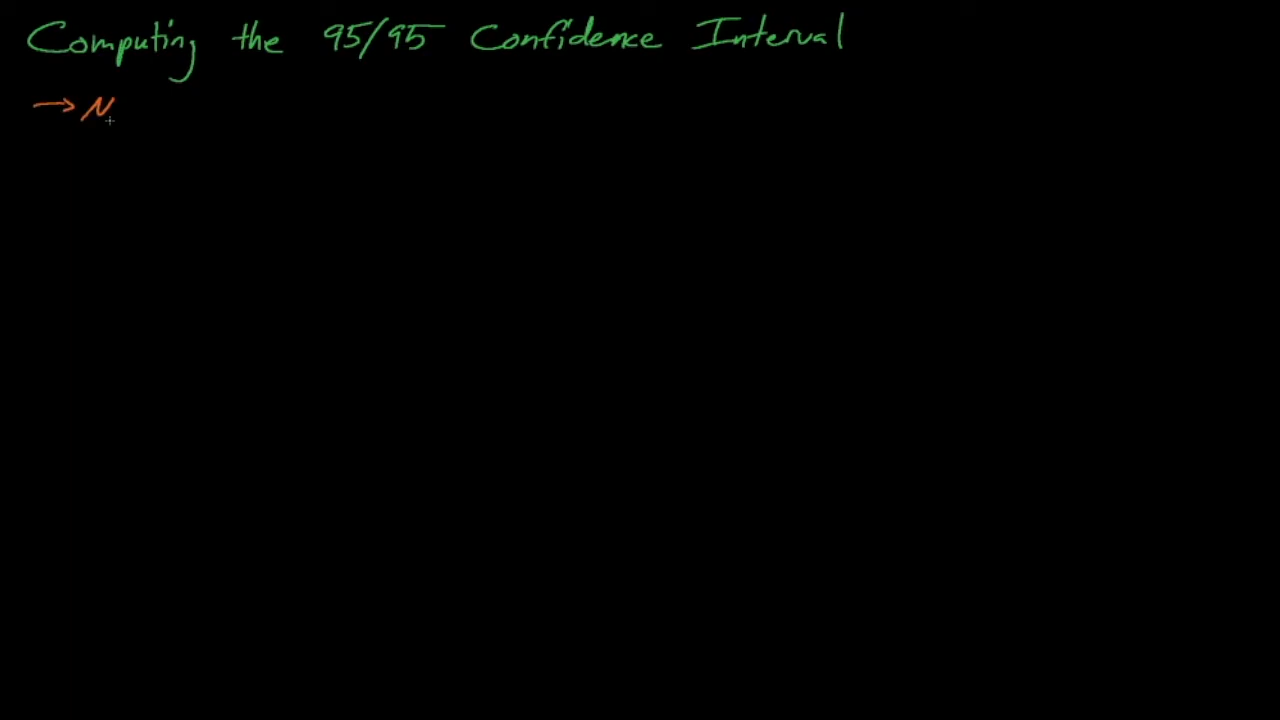 Computing the 95/95 Confidence Interval
→ N